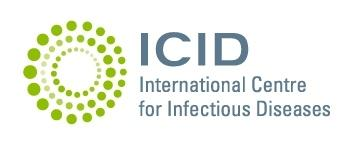 ICID
International Centre
for Infectious Diseases